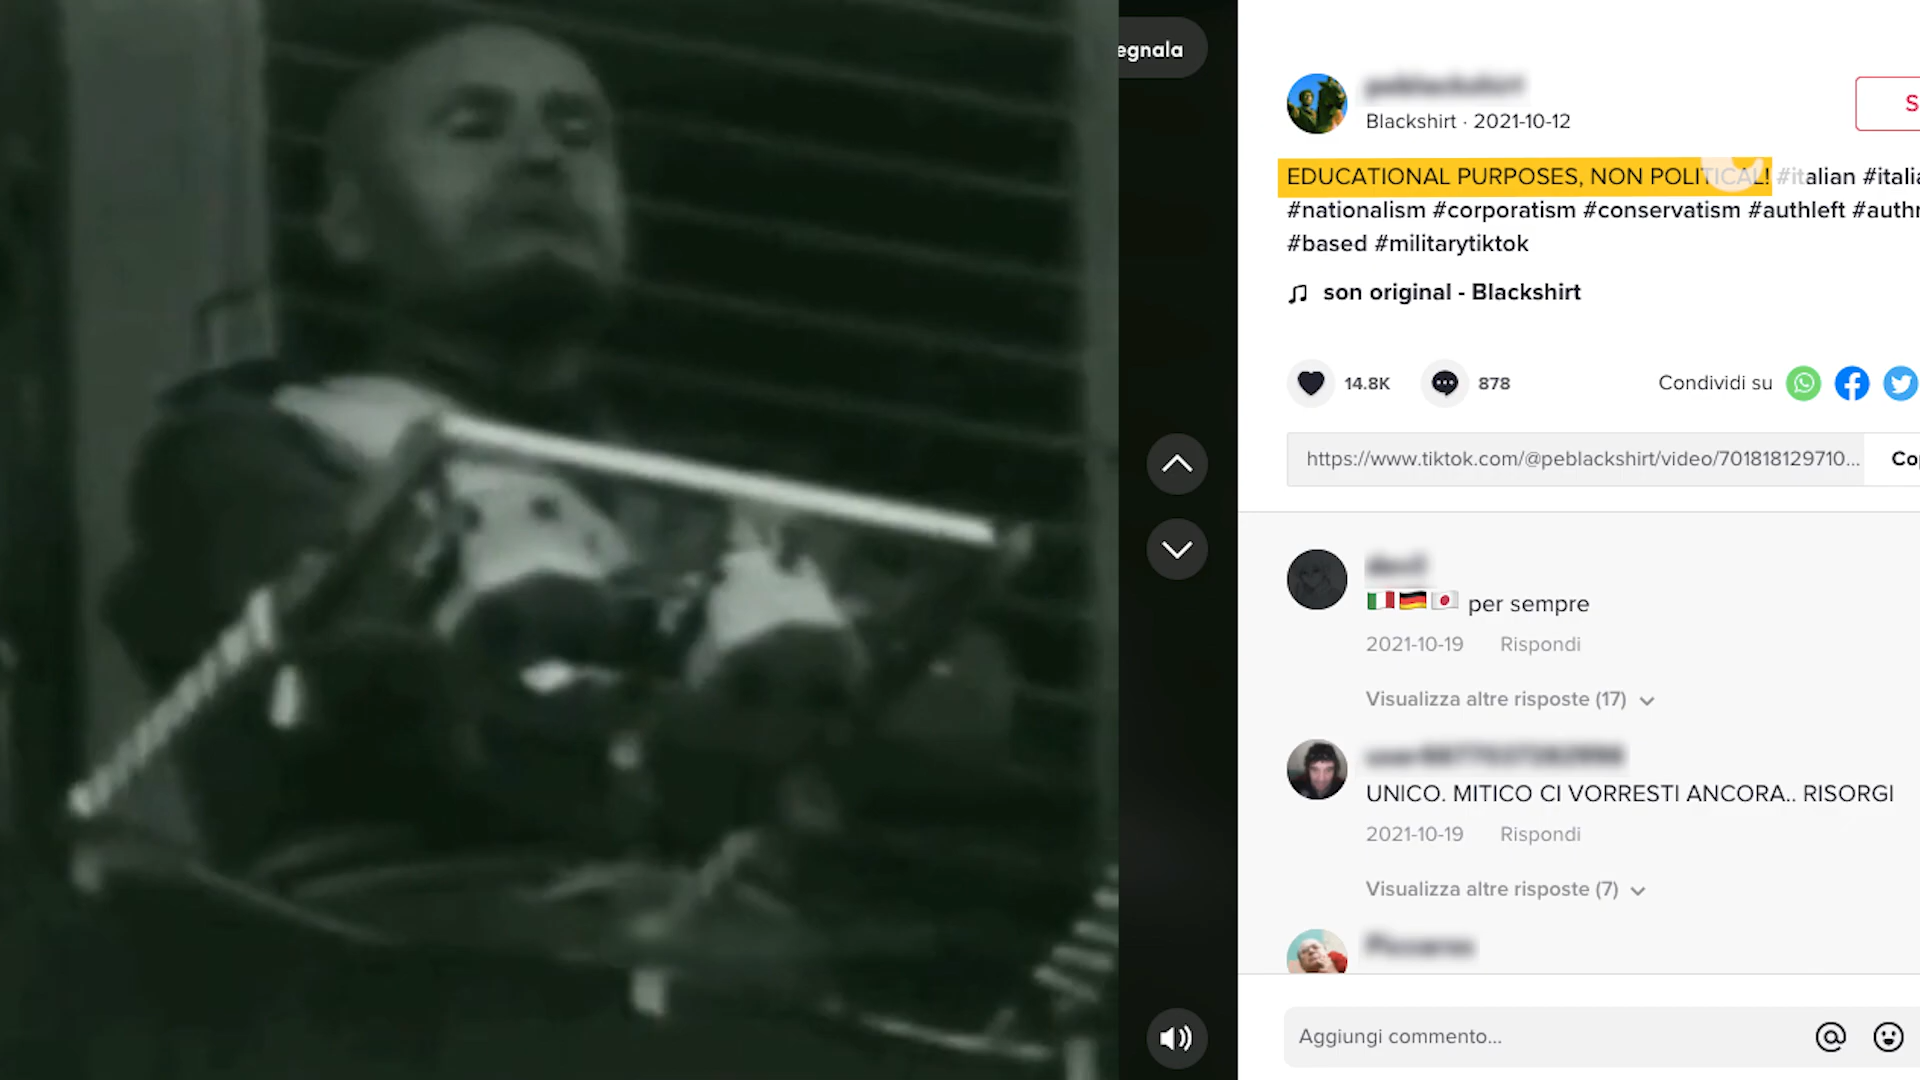 egnala
Blackshirt · 2021-10-12
S
EDUCATIONAL PURPOSES, NON POLITICAL! #italian #italia
#nationalism #corporatism #conservatism #authleft #authr
#based #militarytiktok
son original - Blackshirt
14.8K
878
Condividi su
https://www.tiktok.com/@peblackshirt/video/701818129710...
Co
per sempre
2021-10-19 Rispondi
Visualizza altre risposte (17)
UNICO. MITICO CI VORRESTI ANCORA.. RISORGI
2021-10-19 Rispondi
Visualizza altre risposte (7)
Aggiungi commento...